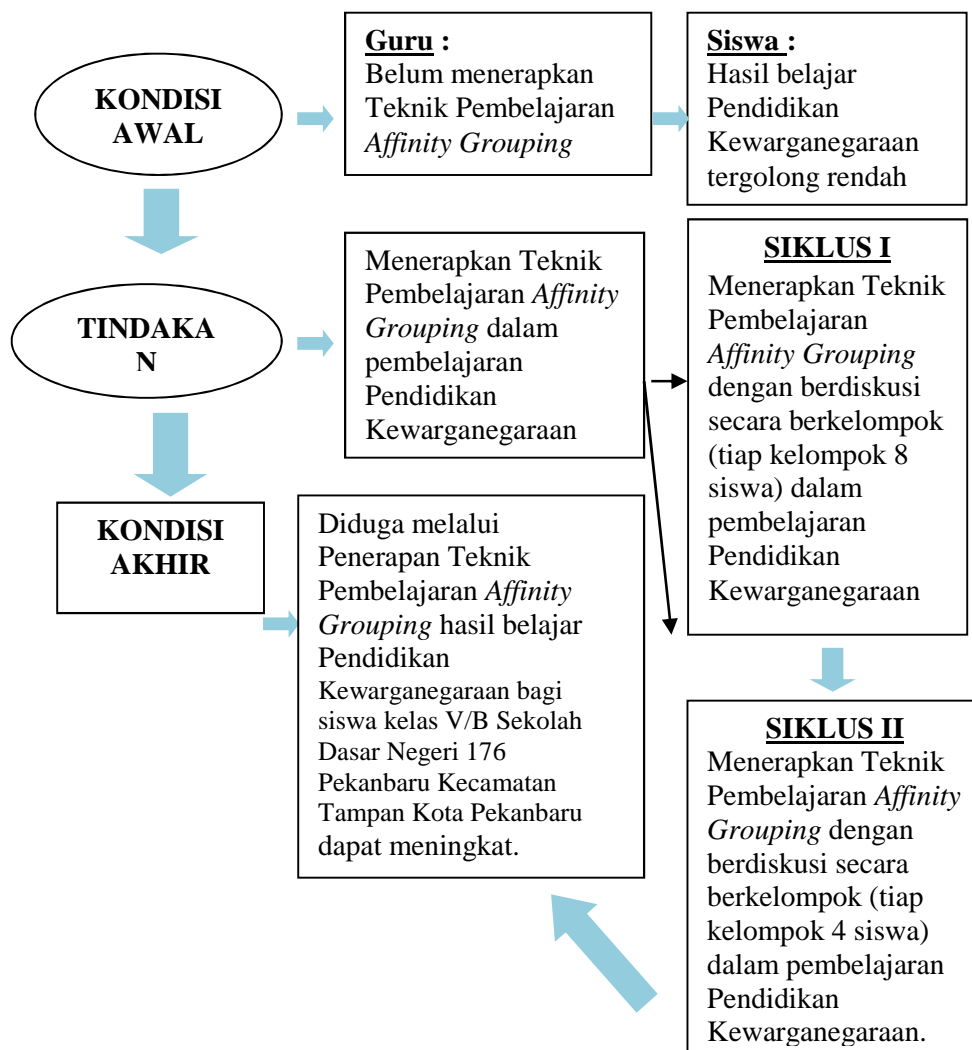 KONDISI
AWAL
Guru :
Belum menerapkan
Teknik Pembelajaran
Affinity Grouping
Siswa :
Hasil belajar
Pendidikan
Kewarganegaraan
tergolong rendah
TINDAKA
N
Menerapkan Teknik
Pembelajaran Affinity
Grouping dalam
pembelajaran
Pendidikan
Kewarganegaraan
SIKLUS I
Menerapkan Teknik
Pembelajaran
Affinity Grouping
dengan berdiskusi
secara berkelompok
(tiap kelompok 8
siswa) dalam
pembelajaran
Pendidikan
Kewarganegaraan
KONDISI
AKHIR
Diduga melalui
Penerapan Teknik
Pembelajaran Affinity
Grouping hasil belajar
Pendidikan
Kewarganegaraan bagi
siswa kelas V/B Sekolah
Dasar Negeri 176
Pekanbaru Kecamatan
Tampan Kota Pekanbaru
dapat meningkat.
SIKLUS II
Menerapkan Teknik
Pembelajaran Affinity
Grouping dengan
berdiskusi secara
berkelompok (tiap
kelompok 4 siswa)
dalam pembelajaran
Pendidikan
Kewarganegaraan.